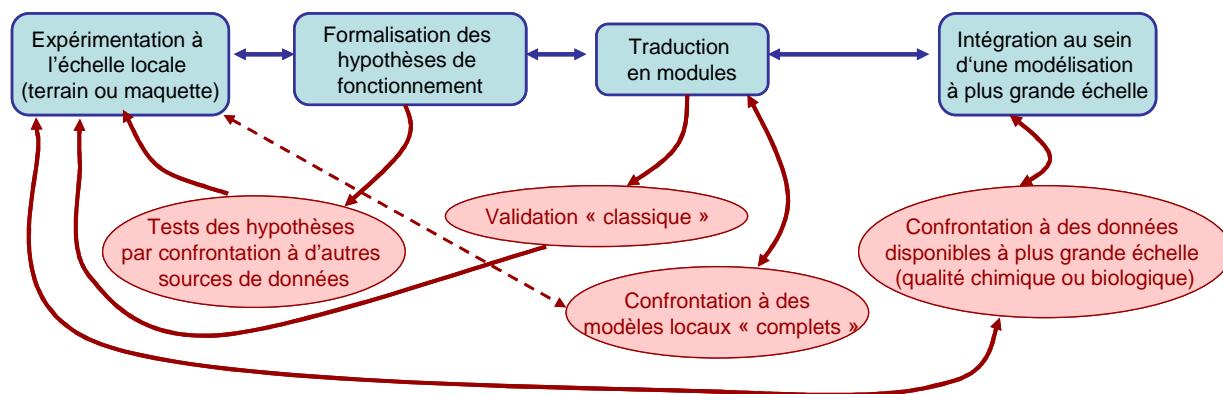 Expérimentation à
l'échelle locale
(terrain ou maquette)
Formalisation des
hypothèses de
fonctionnement
Traduction
en modules
Intégration au sein
d‘une modélisation
à plus grande échelle
Tests des hypothèses
par confrontation à d'autres
sources de données
Validation « classique »
Confrontation à des
modèles locaux « complets »
Confrontation à des données
disponibles à plus grande échelle
(qualité chimique ou biologique)